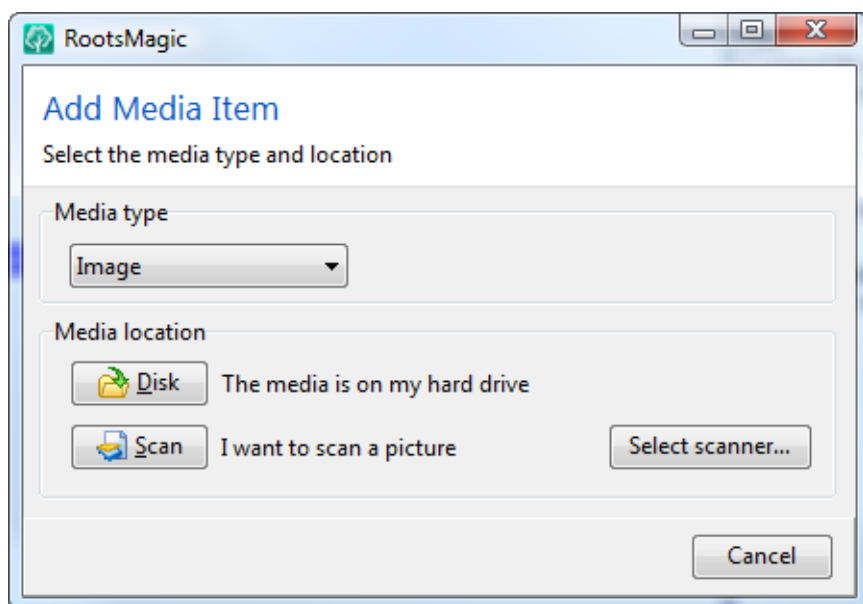 RootsMagic
Add Media Item
Select the media type and location
Media type
Image
Media location
Disk The media is on my hard drive
Scan I want to scan a picture Select scanner...
Cancel